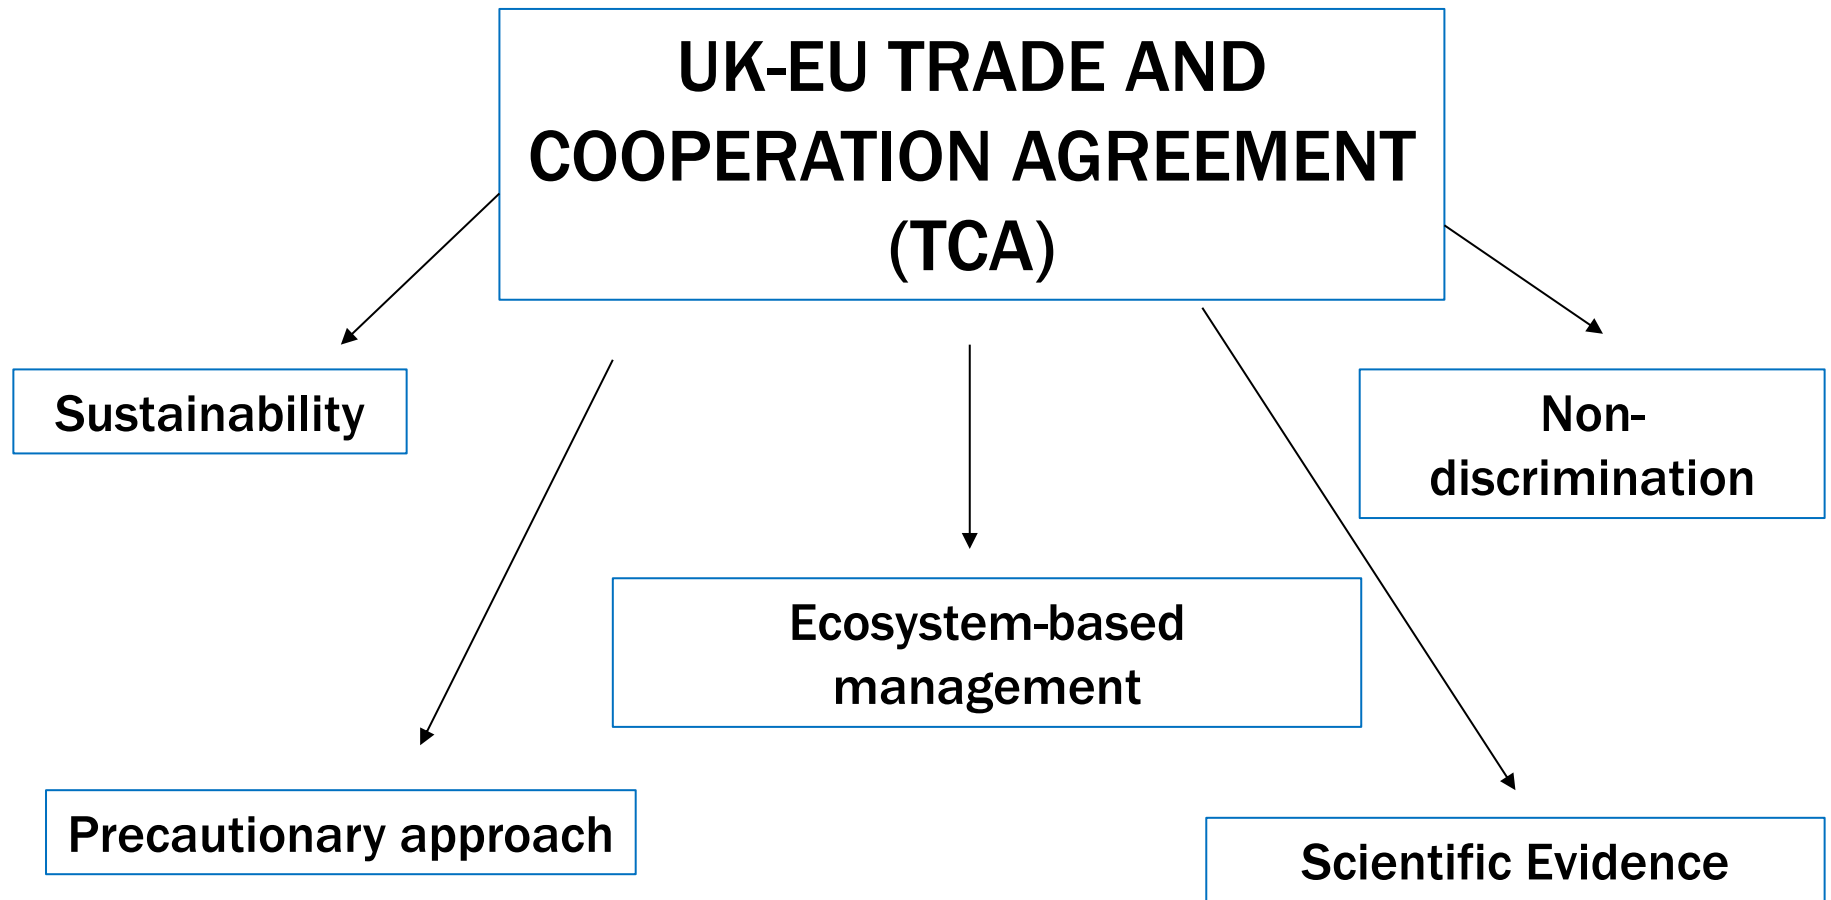 UK-EU TRADE AND
COOPERATION AGREEMENT
(TCA)
Sustainability
Non-
discrimination
Ecosystem-based
management
Precautionary approach
Scientific Evidence